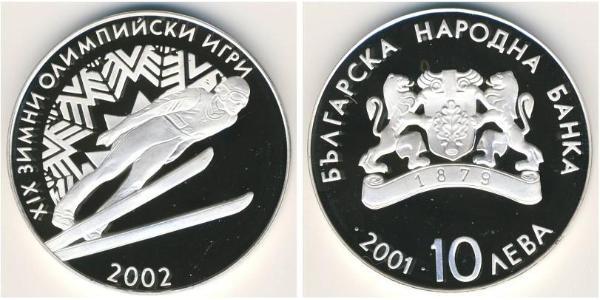 XIX ЗИМНИ ОЛИМПИЙСКИ ИГРИ
2002
БЪЛГАРСКА НАРОДНА БАНКА
1879
· 2001 · 10 ЛЕВА